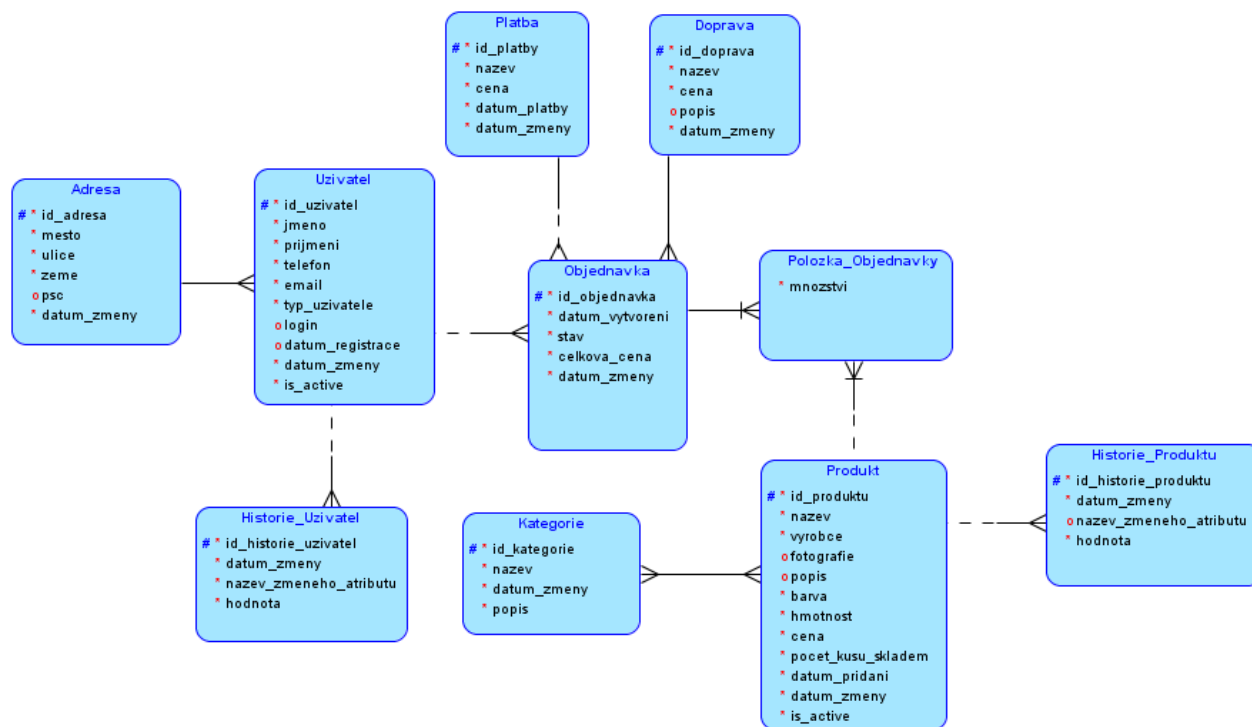 Platba
# * id_platby
* nazev
* cena
* datum_platby
* datum_zmeny
Doprava
# * id_doprava
* nazev
* cena
o popis
* datum_zmeny
Adresa
# * id_adresa
* mesto
* ulice
* zeme
o psc
* datum_zmeny
Uzivatel
# * id_uzivatel
* jmeno
* prijmeni
* telefon
* email
* typ_uzivatele
o login
o datum_registrace
* datum_zmeny
* is_active
Objednavka
# * id_objednavka
* datum_vytvoreni
* stav
* celkova_cena
* datum_zmeny
Polozka_Objednavky
* mnozstvi
Historie_Uzivatel
# * id_historie_uzivatel
* datum_zmeny
* nazev_zmeneho_atributu
* hodnota
Kategorie
# * id_kategorie
* nazev
* datum_zmeny
* popis
Produkt
# * id_produktu
* nazev
* vyrobce
o fotografie
o popis
* barva
* hmotnost
* cena
* pocet_kusu_skladem
* datum_pridani
* datum_zmeny
* is_active
Historie_Produktu
# * id_historie_produktu
* datum_zmeny
o nazev_zmeneho_atributu
* hodnota